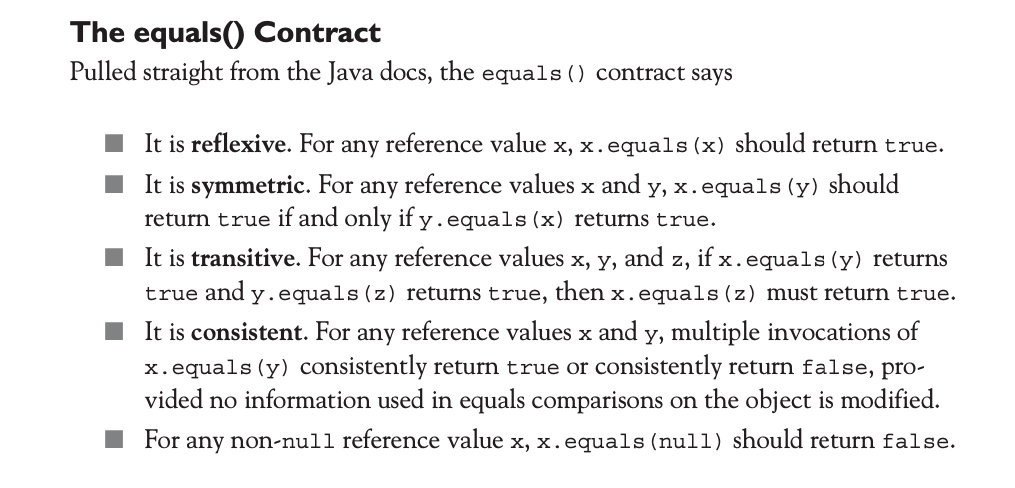 The equals() Contract
Pulled straight from the Java docs, the equals() contract says
■ It is reflexive. For any reference value x, x.equals(x) should return true.
■ It is symmetric. For any reference values x and y, x.equals(y) should
return true if and only if y.equals(x) returns true.
■ It is transitive. For any reference values x, y, and z, if x.equals(y) returns
true and y.equals(z) returns true, then x.equals(z) must return true.
■ It is consistent. For any reference values x and y, multiple invocations of
x.equals(y) consistently return true or consistently return false, pro-
vided no information used in equals comparisons on the object is modified.
■ For any non-null reference value x, x.equals(null) should return false.